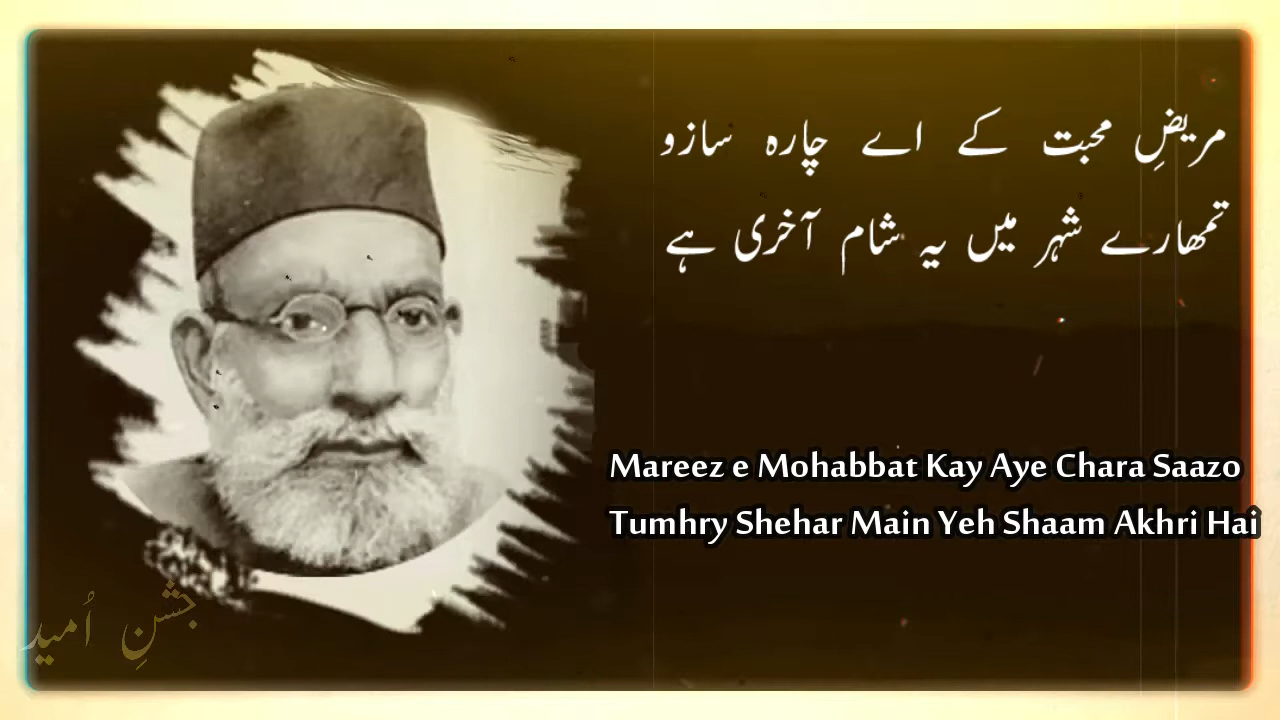 مریضِ محبت کے اے چارہ سازو
تمھارے شہر میں یہ شام آخری ہے
Mareez e Mohabbat Kay Aye Chara Saazo
Tumhry Shehar Main Yeh Shaam Akhri Hai
جشنِ اُمید